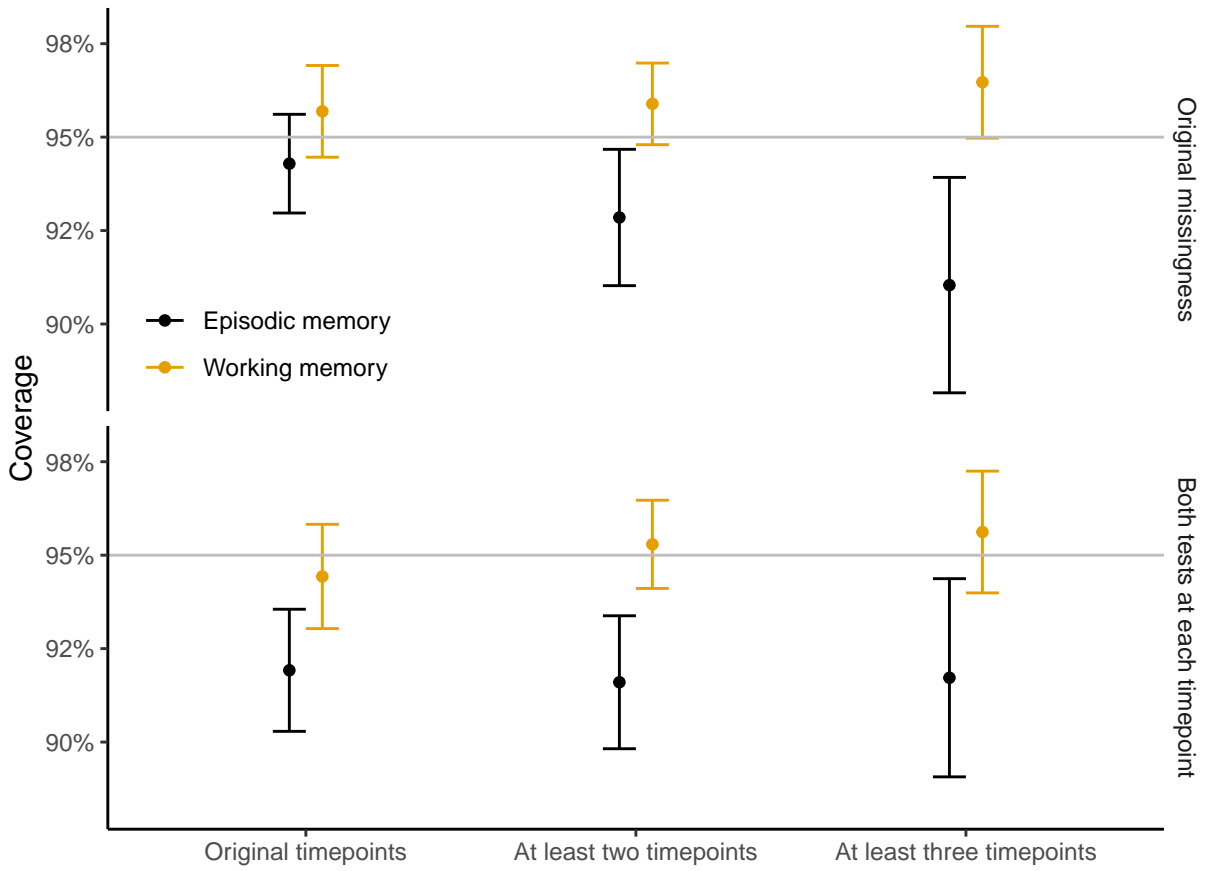 Coverage
98%
95%
92%
90%
Episodic memory
Working memory
Original missingness
98%
95%
92%
90%
Both tests at each timepoint
Original timepoints
At least two timepoints
At least three timepoints